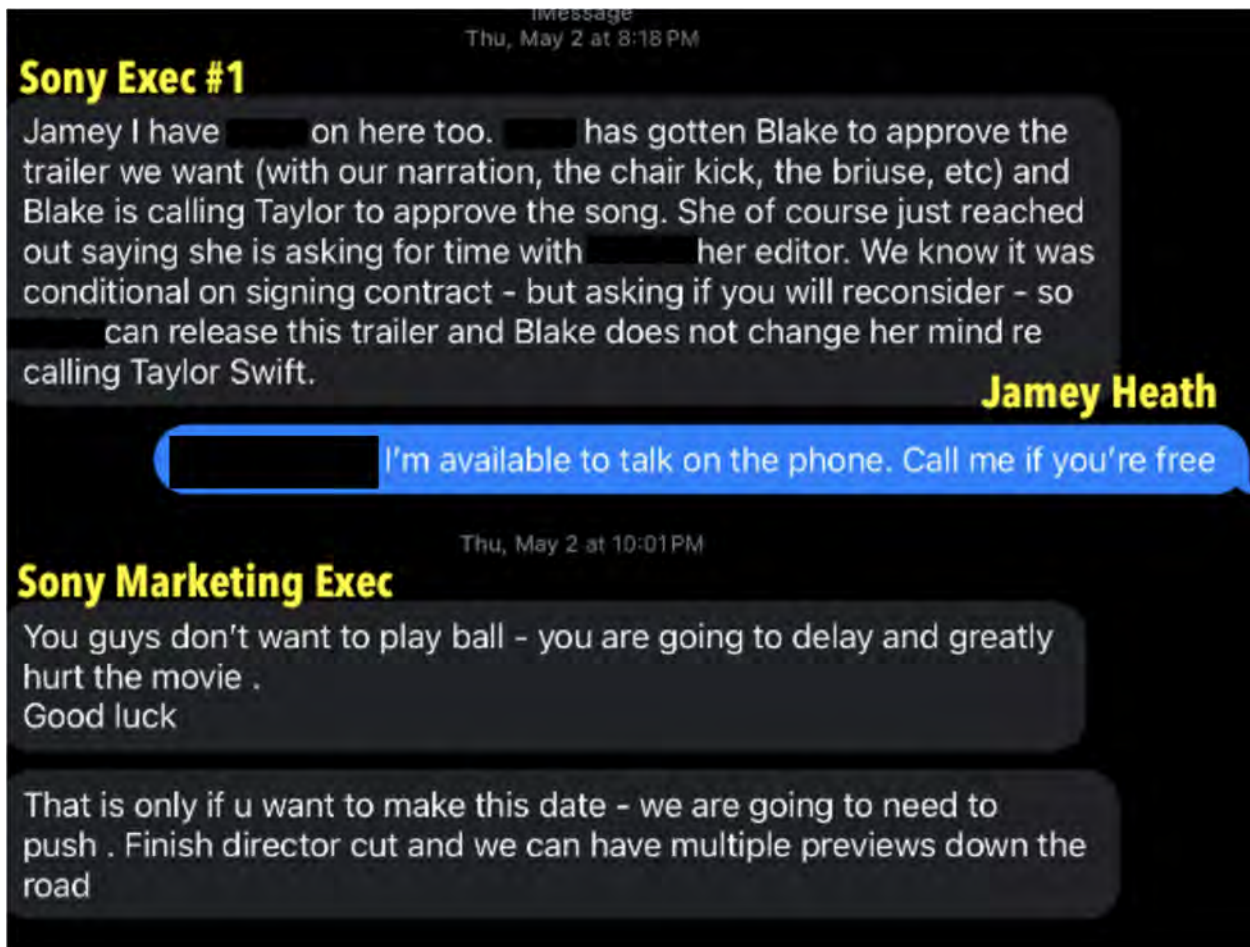 iMessage
Thu, May 2 at 8:18 PM
Sony Exec #1
Jamey I have on here too. has gotten Blake to approve the
trailer we want (with our narration, the chair kick, the briuse, etc) and
Blake is calling Taylor to approve the song. She of course just reached
out saying she is asking for time with her editor. We know it was
conditional on signing contract - but asking if you will reconsider - so
can release this trailer and Blake does not change her mind re
calling Taylor Swift.
Jamey Heath
I'm available to talk on the phone. Call me if you're free
Thu, May 2 at 10:01 PM
Sony Marketing Exec
You guys don't want to play ball - you are going to delay and greatly
hurt the movie .
Good luck
That is only if u want to make this date - we are going to need to
push . Finish director cut and we can have multiple previews down the
road